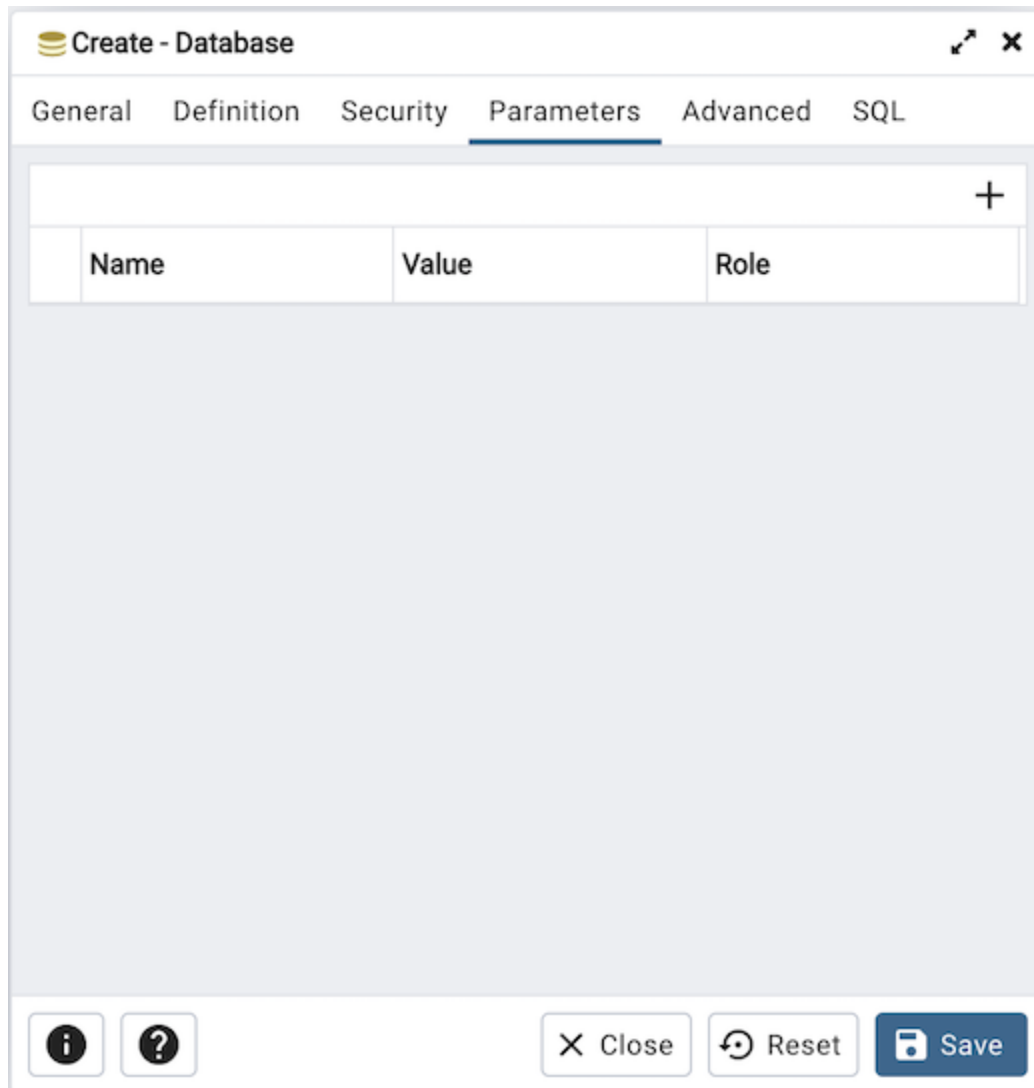 Create - Database
General Definition Security Parameters Advanced SQL
Name Value Role
Close Reset Save